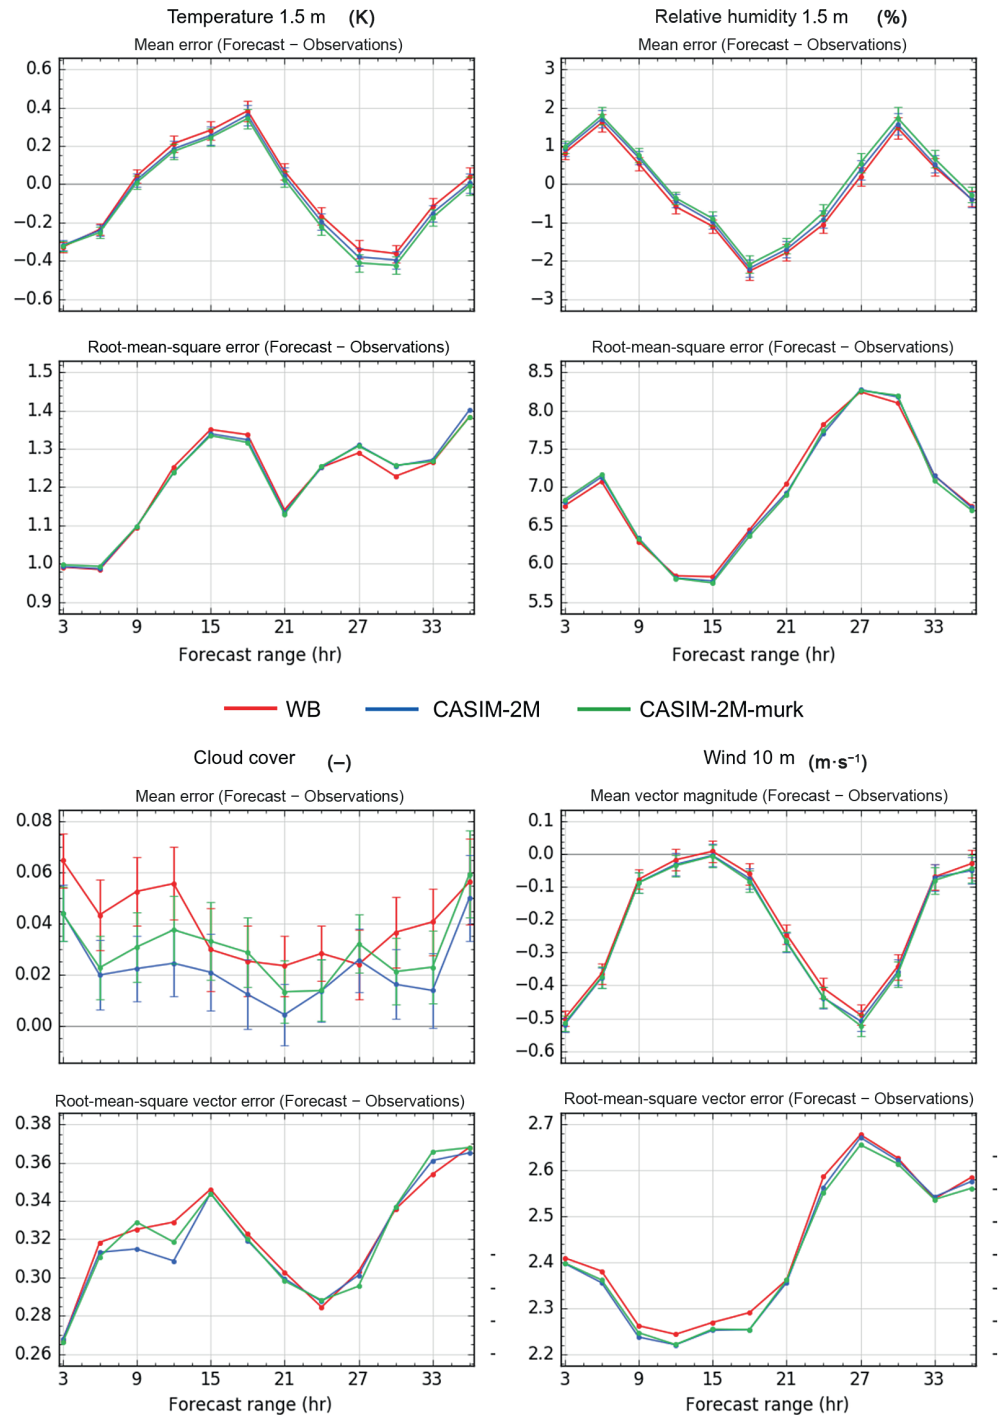 Temperature 1.5 m (K)
Mean error (Forecast − Observations)
0.6
0.4
0.2
0.0
−0.2
−0.4
−0.6
Relative humidity 1.5 m (%)
Mean error (Forecast − Observations)
3
2
1
0
−1
−2
−3
Root-mean-square error (Forecast − Observations)
1.5
1.4
1.3
1.2
1.1
1.0
0.9
3 9 15 21 27 33
Forecast range (hr)
Root-mean-square error (Forecast − Observations)
8.5
8.0
7.5
7.0
6.5
6.0
5.5
3 9 15 21 27 33
Forecast range (hr)
WB CASIM-2M CASIM-2M-murk
Cloud cover (−)
Mean error (Forecast − Observations)
0.08
0.06
0.04
0.02
0.00
Wind 10 m (m·s⁻¹)
Mean vector magnitude (Forecast − Observations)
0.1
0.0
−0.1
−0.2
−0.3
−0.4
−0.5
−0.6
Root-mean-square vector error (Forecast − Observations)
0.38
0.36
0.34
0.32
0.30
0.28
0.26
3 9 15 21 27 33
Forecast range (hr)
Root-mean-square vector error (Forecast − Observations)
2.7
2.6
2.5
2.4
2.3
2.2
3 9 15 21 27 33
Forecast range (hr)